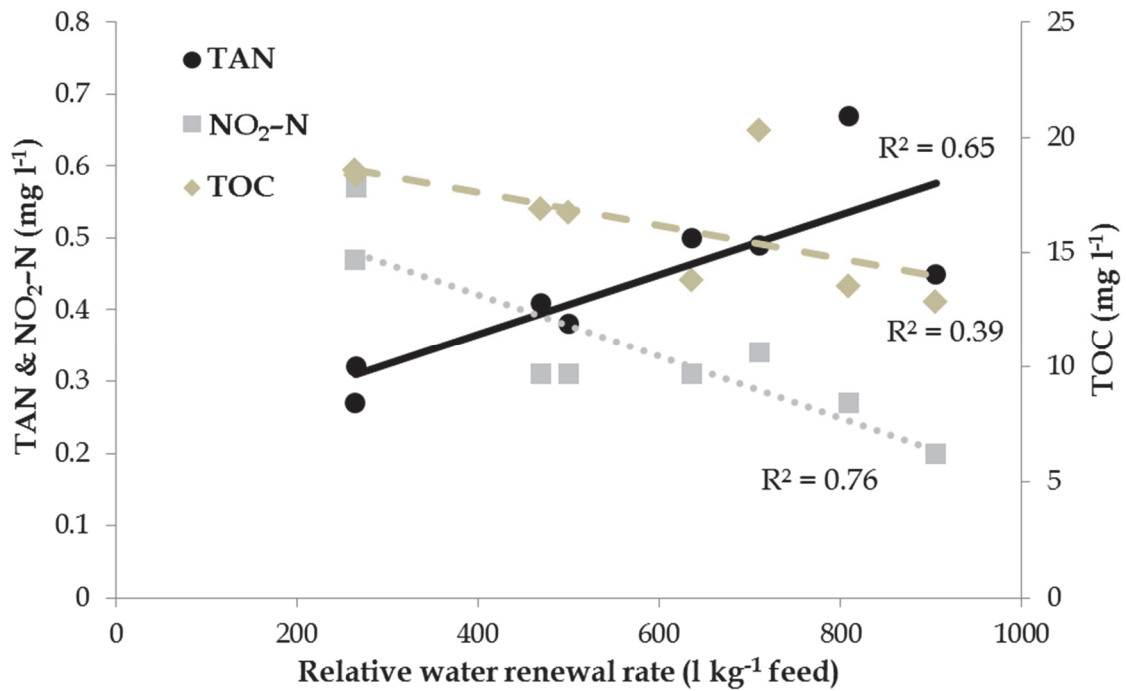 TAN & NO₂–N (mg l⁻¹)
0.8
0.7
0.6
0.5
0.4
0.3
0.2
0.1
0
TAN
NO₂–N
TOC
R² = 0.65
R² = 0.39
R² = 0.76
25
20
15
10
5
0
TOC (mg l⁻¹)
0 200 400 600 800 1000
Relative water renewal rate (l kg⁻¹ feed)